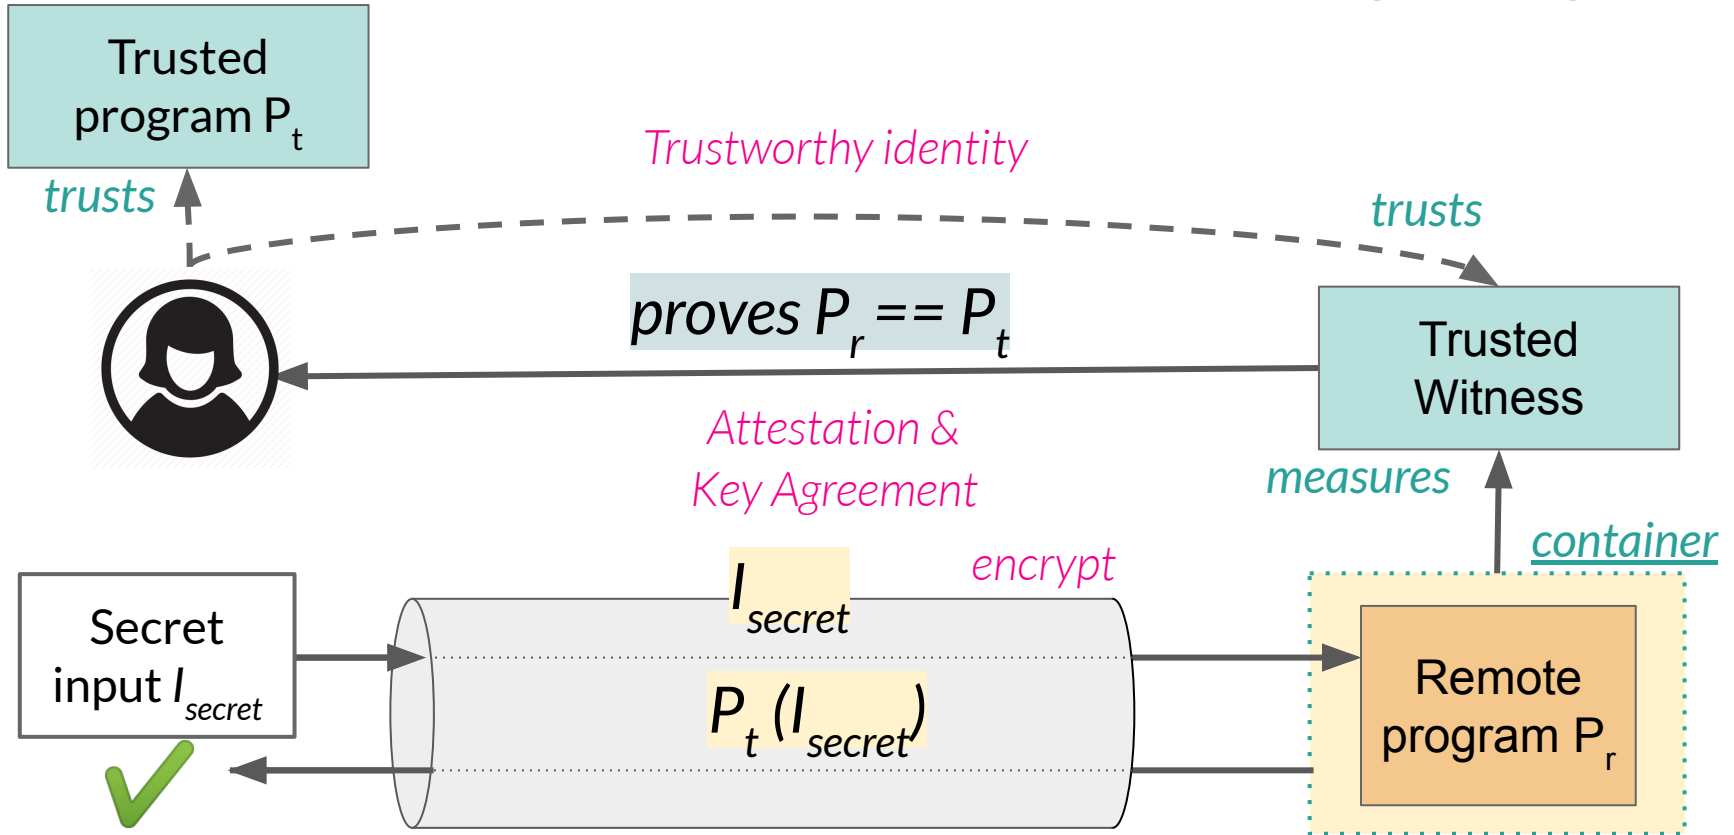 Trusted
program Pt
trusts
Trustworthy identity
trusts
proves Pr == Pt
Trusted
Witness
Attestation &
Key Agreement
measures
container
encrypt
Isecret
Secret
input Isecret
Pt (Isecret)
Remote
program Pr